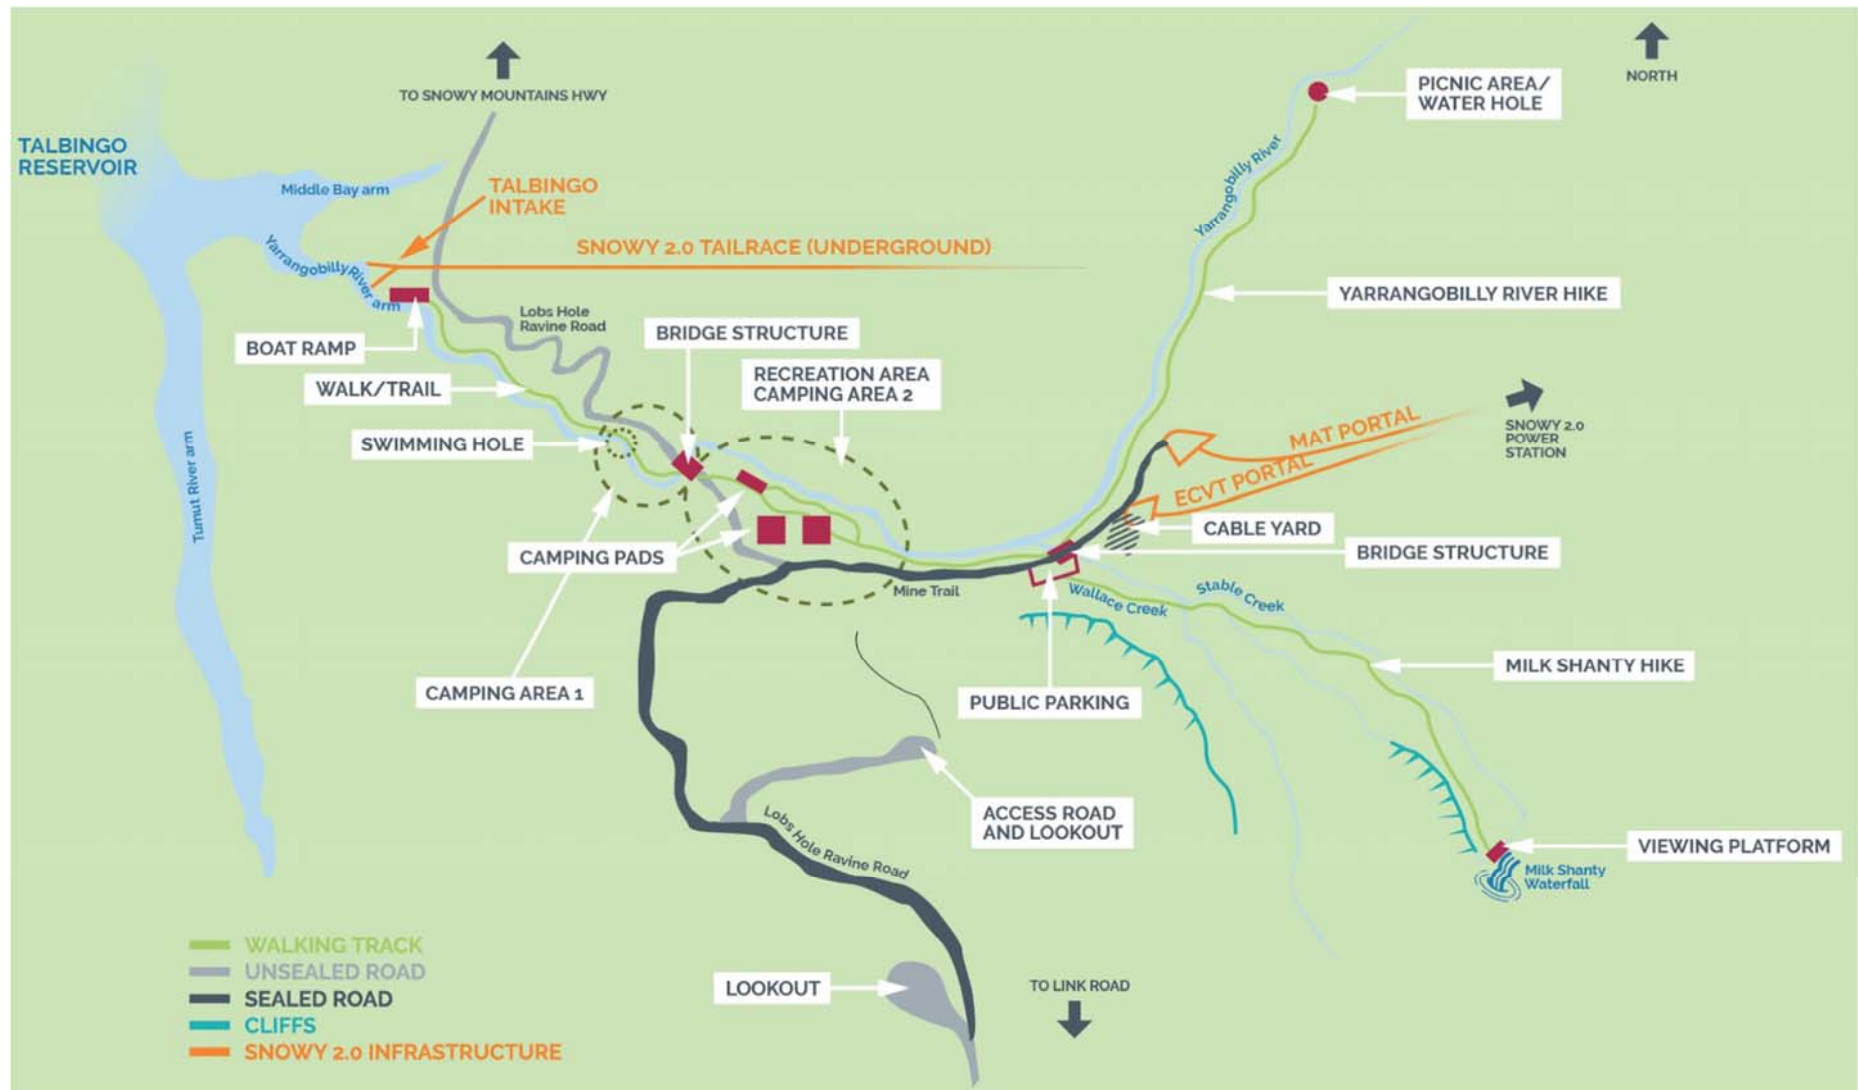 TO SNOWY MOUNTAINS HWY
NORTH
PICNIC AREA/
WATER HOLE
TALBINGO
RESERVOIR
Middle Bay arm
TALBINGO
INTAKE
Yarrangobilly River
Yarrangobilly River arm
SNOWY 2.0 TAILRACE (UNDERGROUND)
YARRANGOBILLY RIVER HIKE
Lobs Hole
Ravine Road
BRIDGE STRUCTURE
BOAT RAMP
RECREATION AREA
CAMPING AREA 2
WALK/TRAIL
SWIMMING HOLE
MAT PORTAL
SNOWY 2.0
POWER
STATION
ECVT PORTAL
Tumut River arm
CABLE YARD
CAMPING PADS
BRIDGE STRUCTURE
Mine Trail
Wallace Creek
Stable Creek
MILK SHANTY HIKE
CAMPING AREA 1
PUBLIC PARKING
ACCESS ROAD
AND LOOKOUT
Lobs Hole Ravine Road
VIEWING PLATFORM
Milk Shanty
Waterfall
WALKING TRACK
UNSEALED ROAD
SEALED ROAD
CLIFFS
SNOWY 2.0 INFRASTRUCTURE
LOOKOUT
TO LINK ROAD